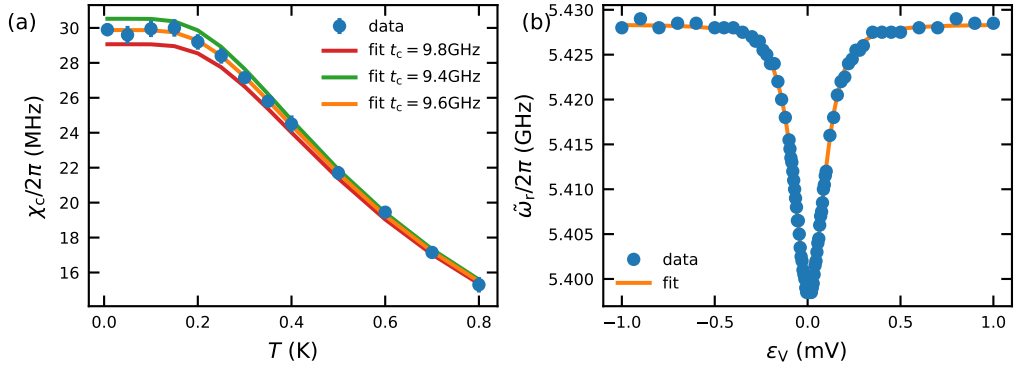 (a)
χc/2π (MHz)
30
28
26
24
22
20
18
16
0.0
0.2
0.4
0.6
0.8
T (K)
data
fit tc = 9.8GHz
fit tc = 9.4GHz
fit tc = 9.6GHz
(b)
ω̃r/2π (GHz)
5.430
5.425
5.420
5.415
5.410
5.405
5.400
−1.0
−0.5
0.0
0.5
1.0
εV (mV)
data
fit